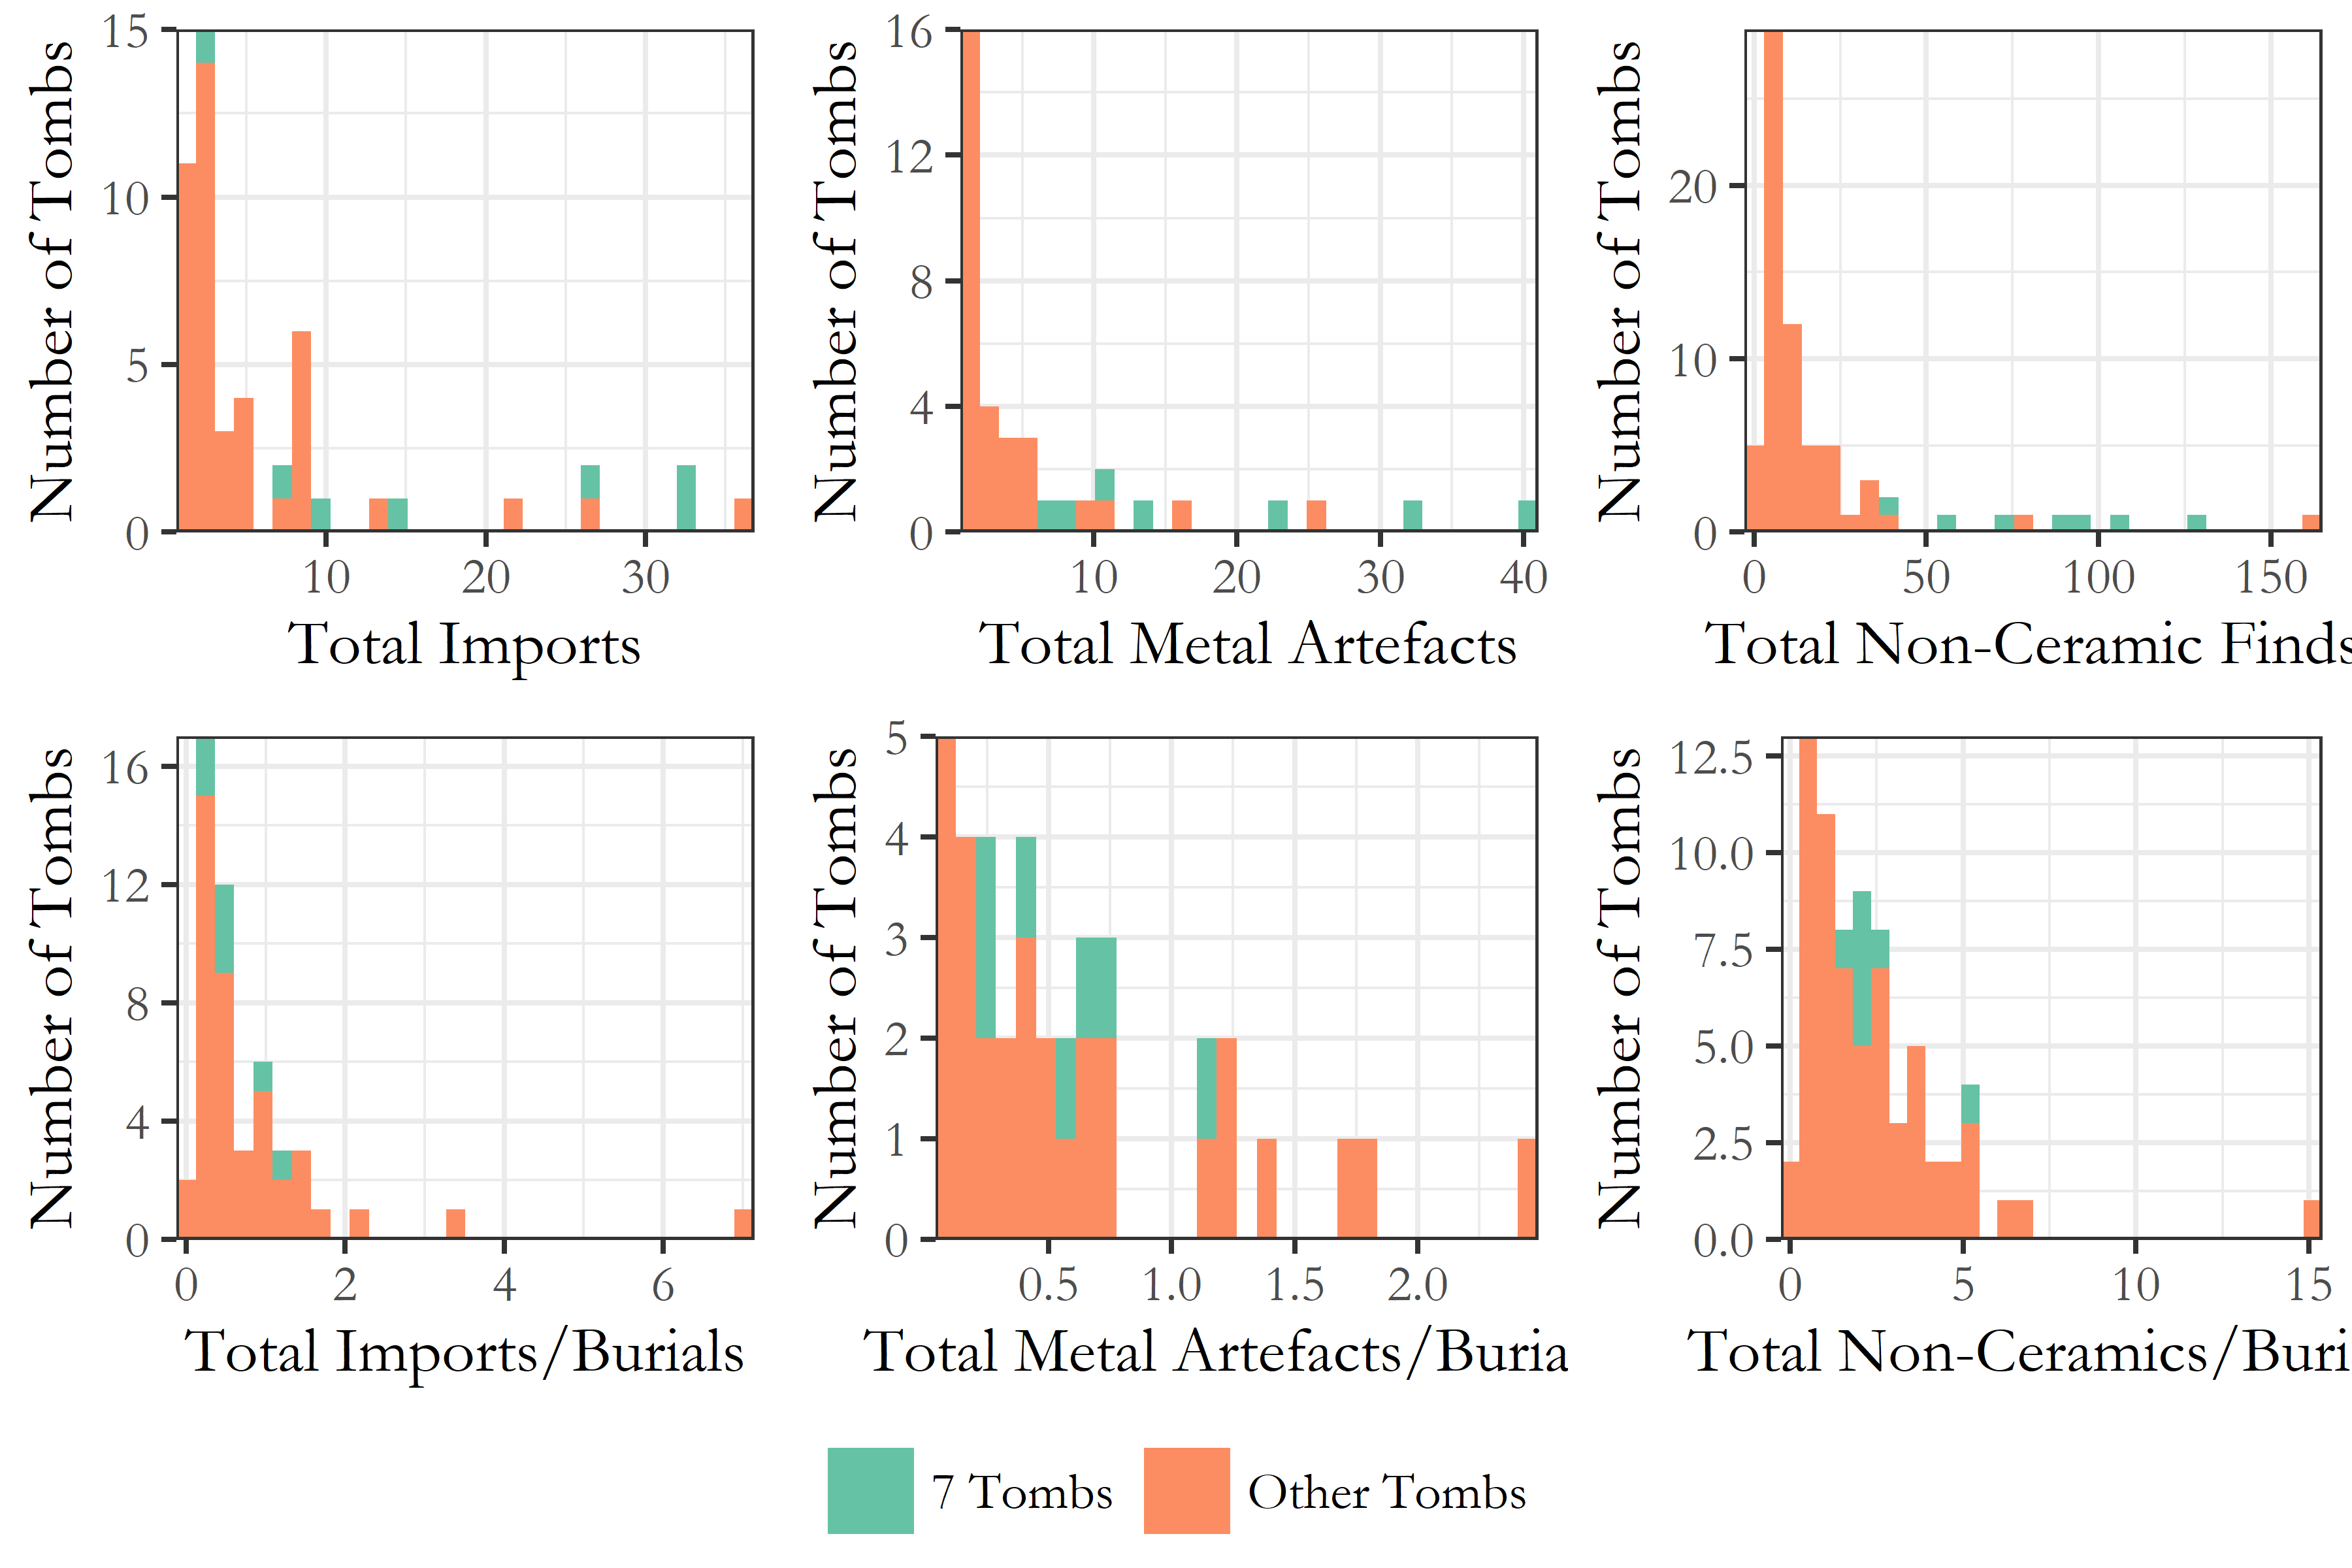 Number of Tombs
15
10
5
0
10 20 30
Total Imports
Number of Tombs
16
12
8
4
0
10 20 30 40
Total Metal Artefacts
Number of Tombs
20
10
0
0 50 100 150
Total Non-Ceramic Finds
Number of Tombs
16
12
8
4
0
0 2 4 6
Total Imports/Burials
Number of Tombs
5
4
3
2
1
0
0.5 1.0 1.5 2.0
Total Metal Artefacts/Buria
Number of Tombs
12.5
10.0
7.5
5.0
2.5
0.0
0 5 10 15
Total Non-Ceramics/Buri
7 Tombs Other Tombs